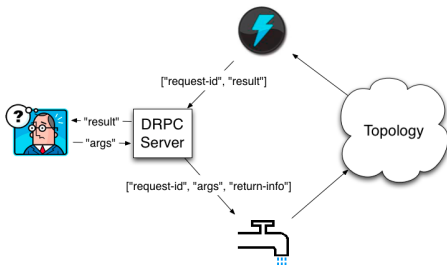 ["request-id", "result"]
?
"result"
"args"
DRPC
Server
Topology
["request-id", "args", "return-info"]